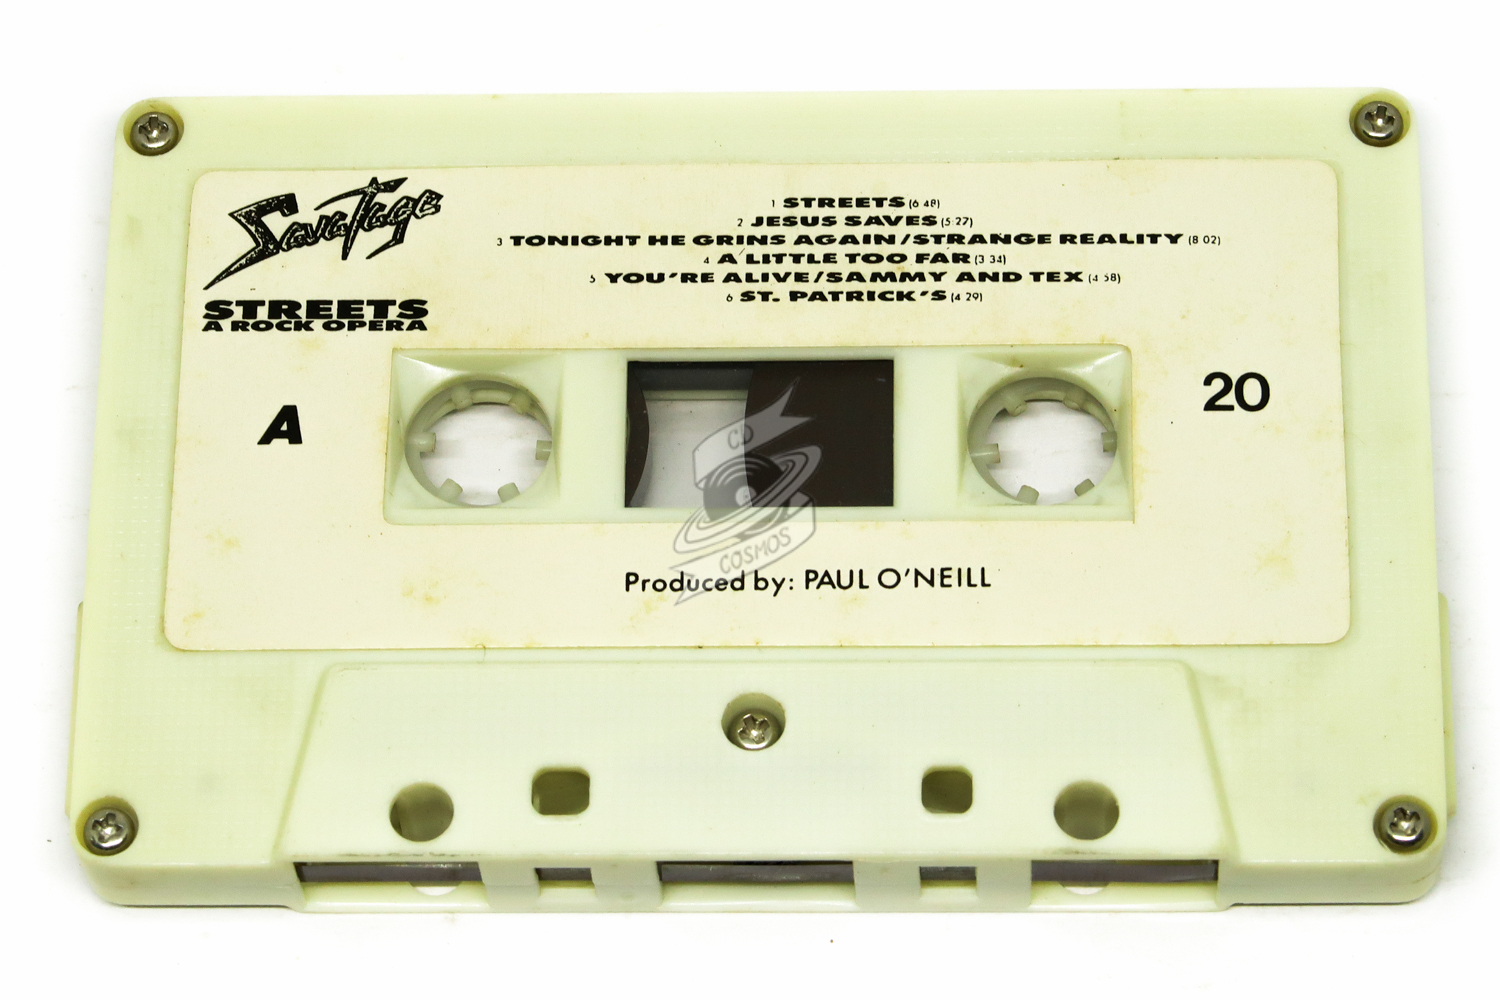 Savatage
STREETS
A ROCK OPERA
1 STREETS (6 48)
2 JESUS SAVES (5:27)
3 TONIGHT HE GRINS AGAIN/STRANGE REALITY (8 02)
4 A LITTLE TOO FAR (3 34)
5 YOU'RE ALIVE/SAMMY AND TEX (4 58)
6 ST. PATRICK'S (4 29)
A
20
CD
COSMOS
Produced by: PAUL O'NEILL